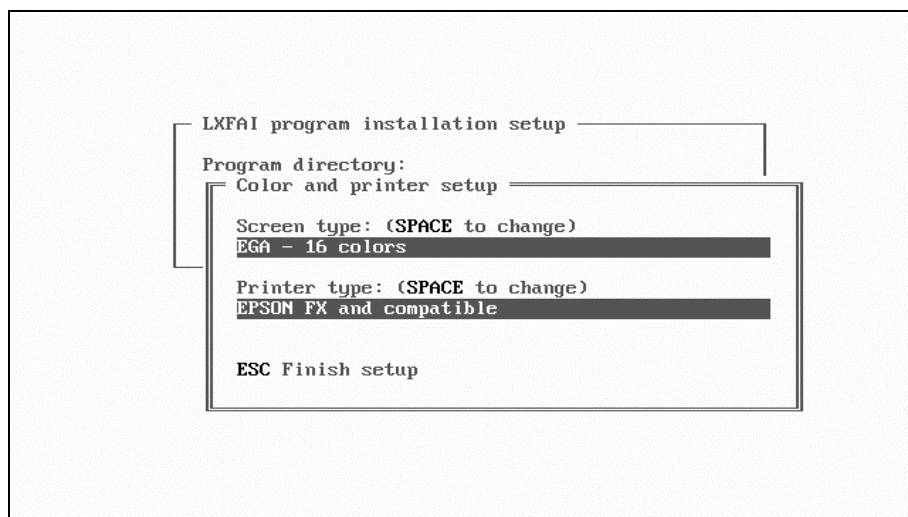 LXFAI program installation setup
Program directory:
Color and printer setup
Screen type: (SPACE to change)
EGA - 16 colors
Printer type: (SPACE to change)
EPSON FX and compatible
ESC Finish setup